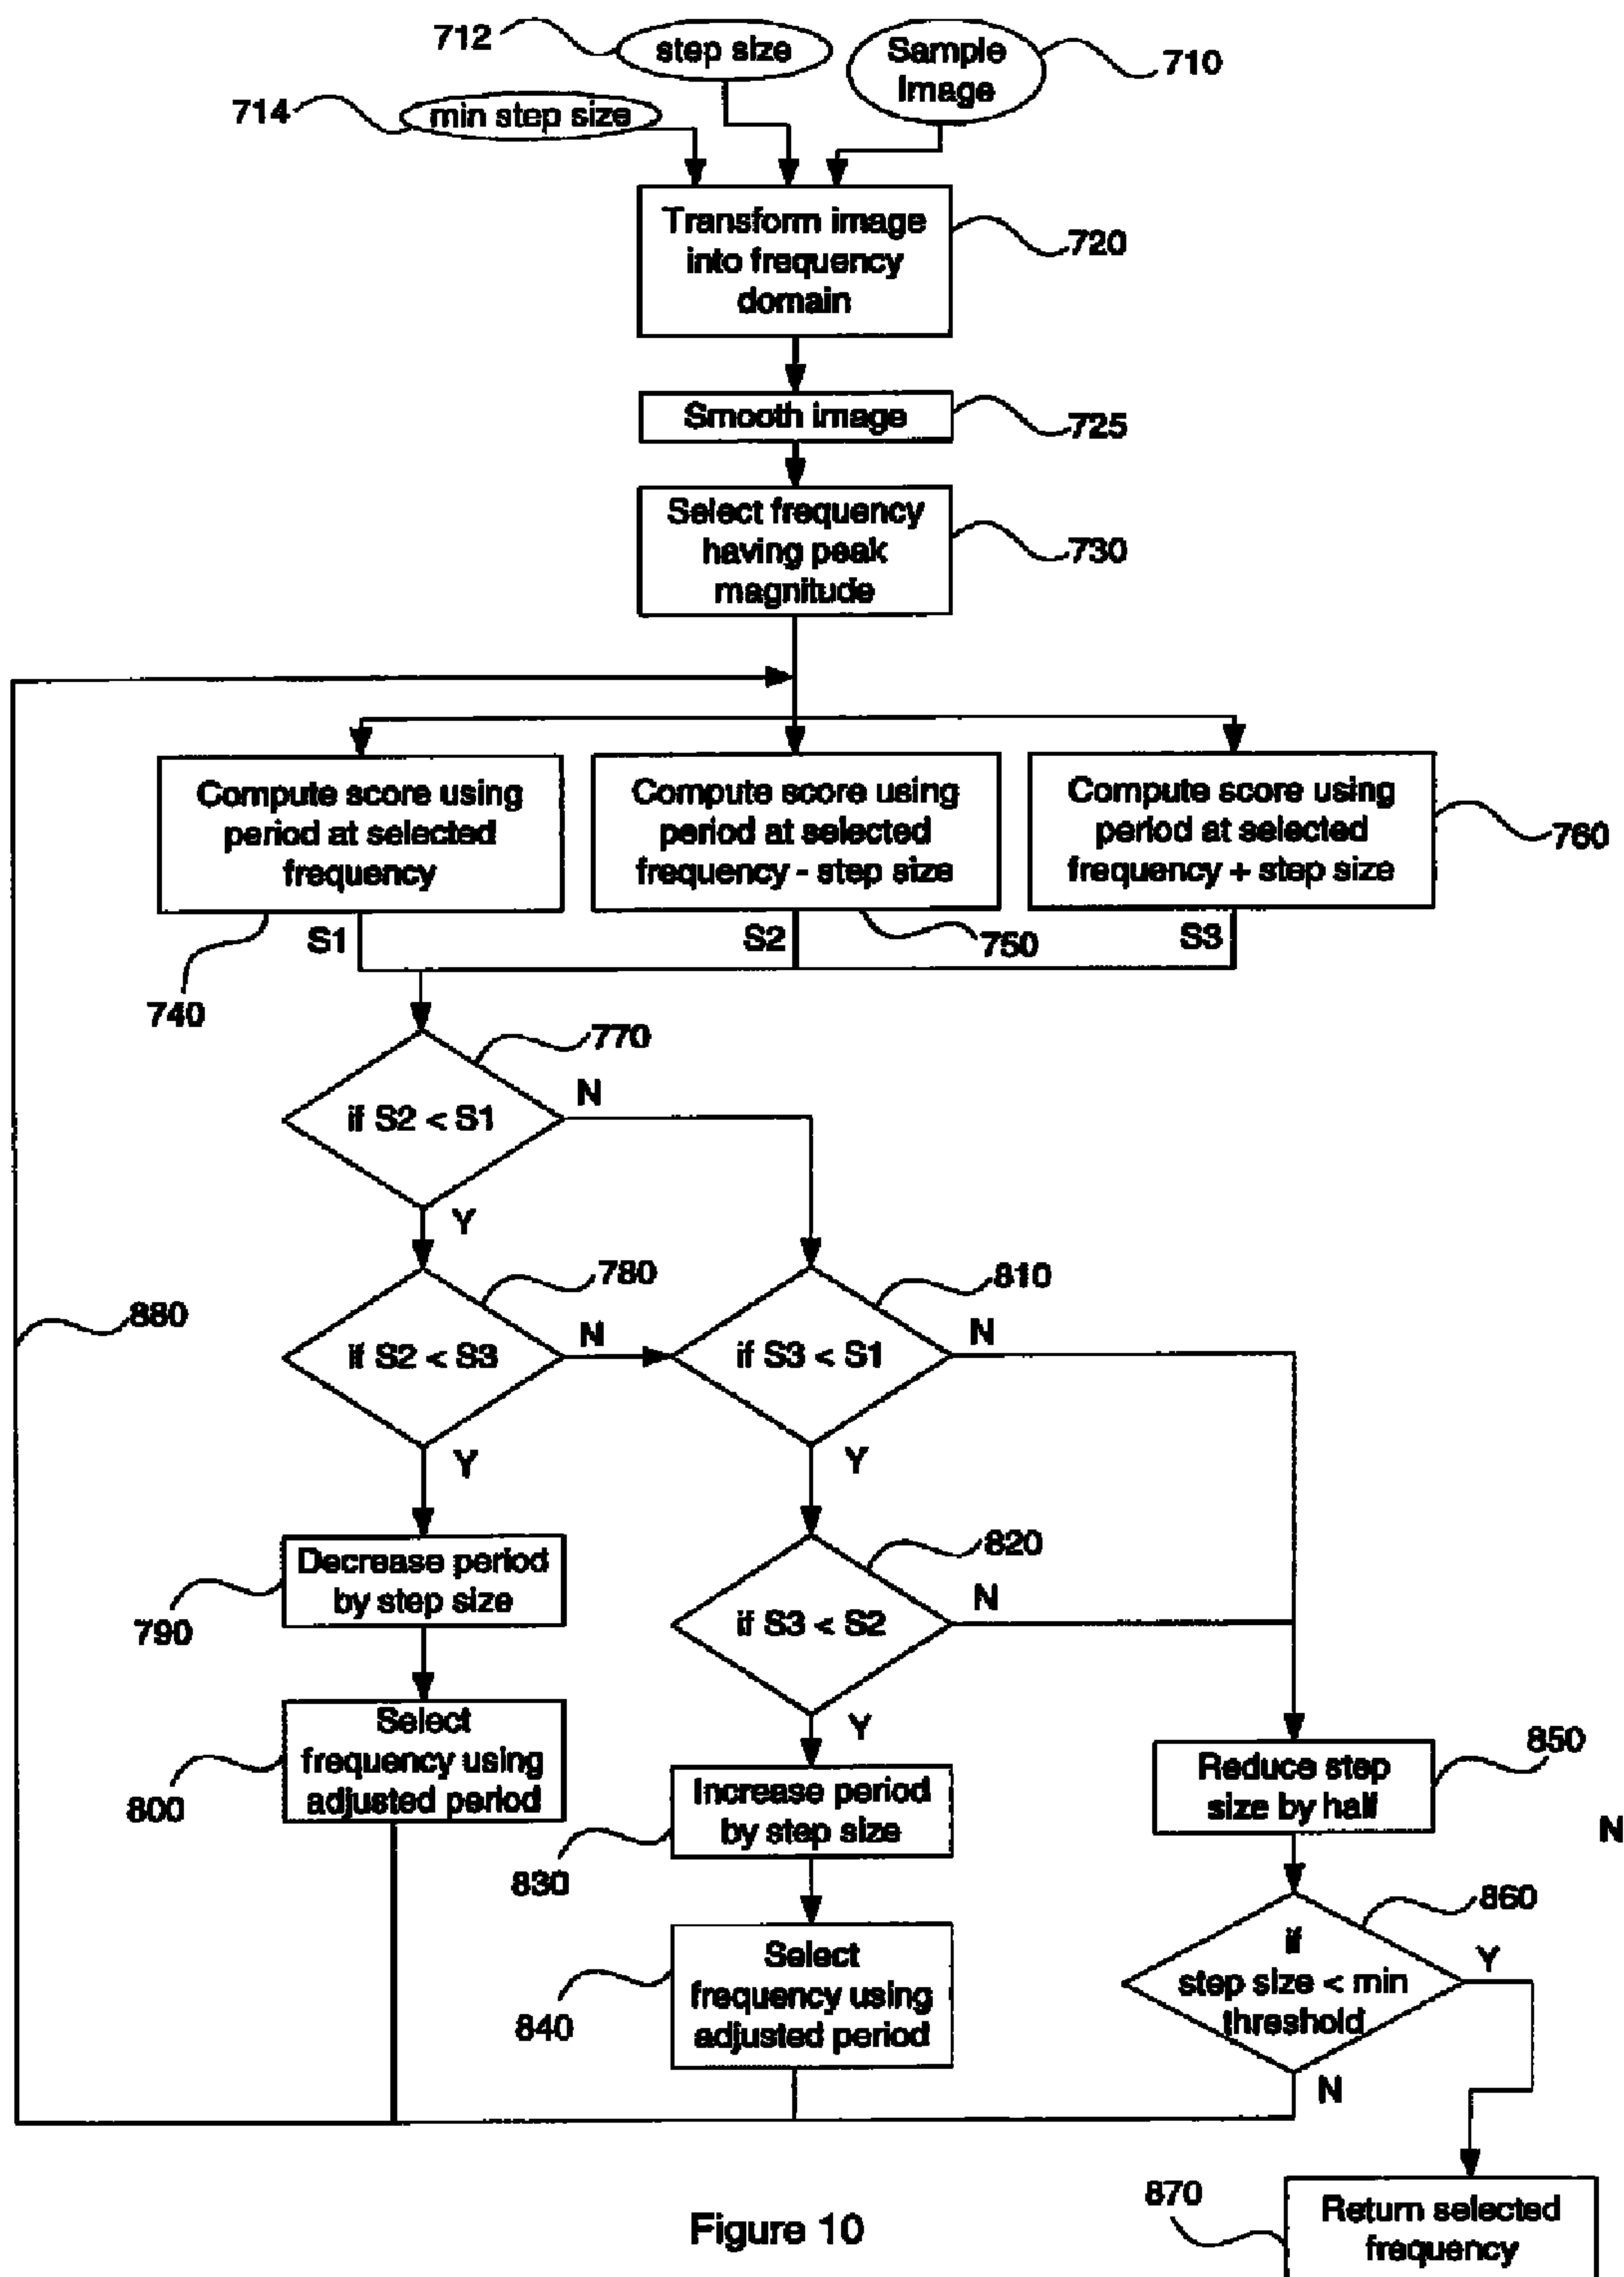 712
step size
Sample
Image
710
714
min step size
Transform image
into frequency
domain
720
Smooth image
725
Select frequency
having peak
magnitude
730
Compute score using
period at selected
frequency
Compute score using
period at selected
frequency - step size
Compute score using
period at selected
frequency + step size
760
S1
S2
750
S3
740
770
if S2 < S1
N
Y
780
810
880
if S2 < S3
N
if S3 < S1
N
Y
Y
Decrease period
by step size
790
820
if S3 < S2
N
Y
Select
frequency using
adjusted period
800
Increase period
by step size
830
Reduce step
size by half
850
N
860
if
step size < min
threshold
Y
N
Select
frequency using
adjusted period
840
870
Return selected
frequency
Figure 10